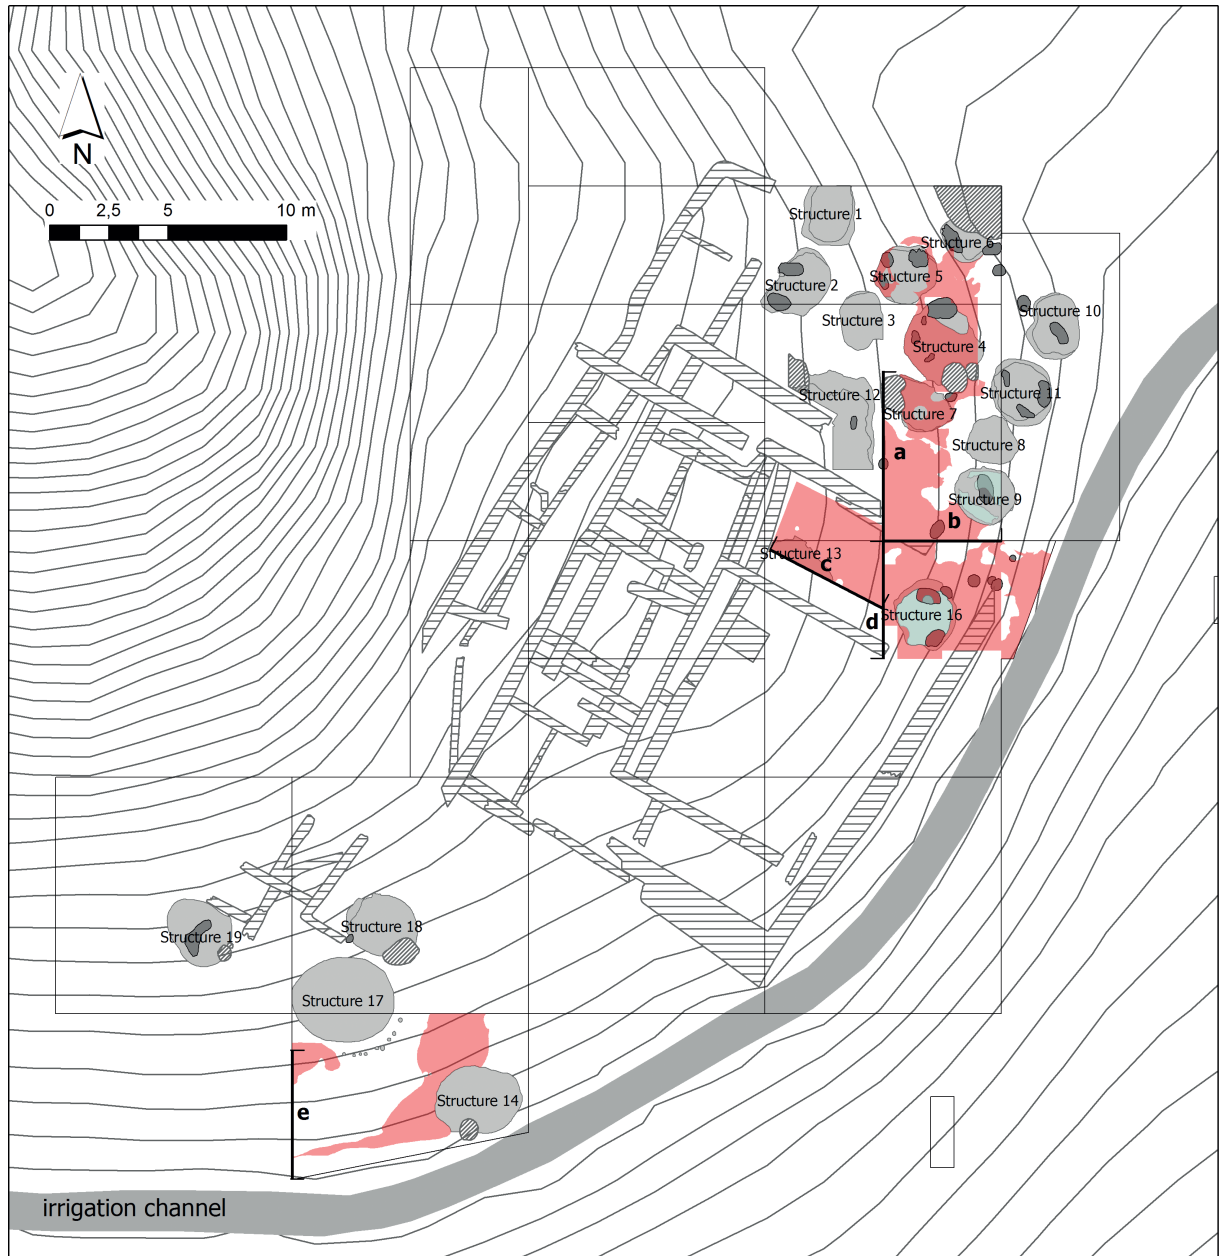 N
0 2,5 5 10 m
Structure 1
Structure 6
Structure 5
Structure 2
Structure 10
Structure 3
Structure 4
Structure 12
Structure 11
Structure 7
Structure 8
a
Structure 9
b
Structure 13
c
Structure 16
d
Structure 18
Structure 19
Structure 17
Structure 14
e
irrigation channel